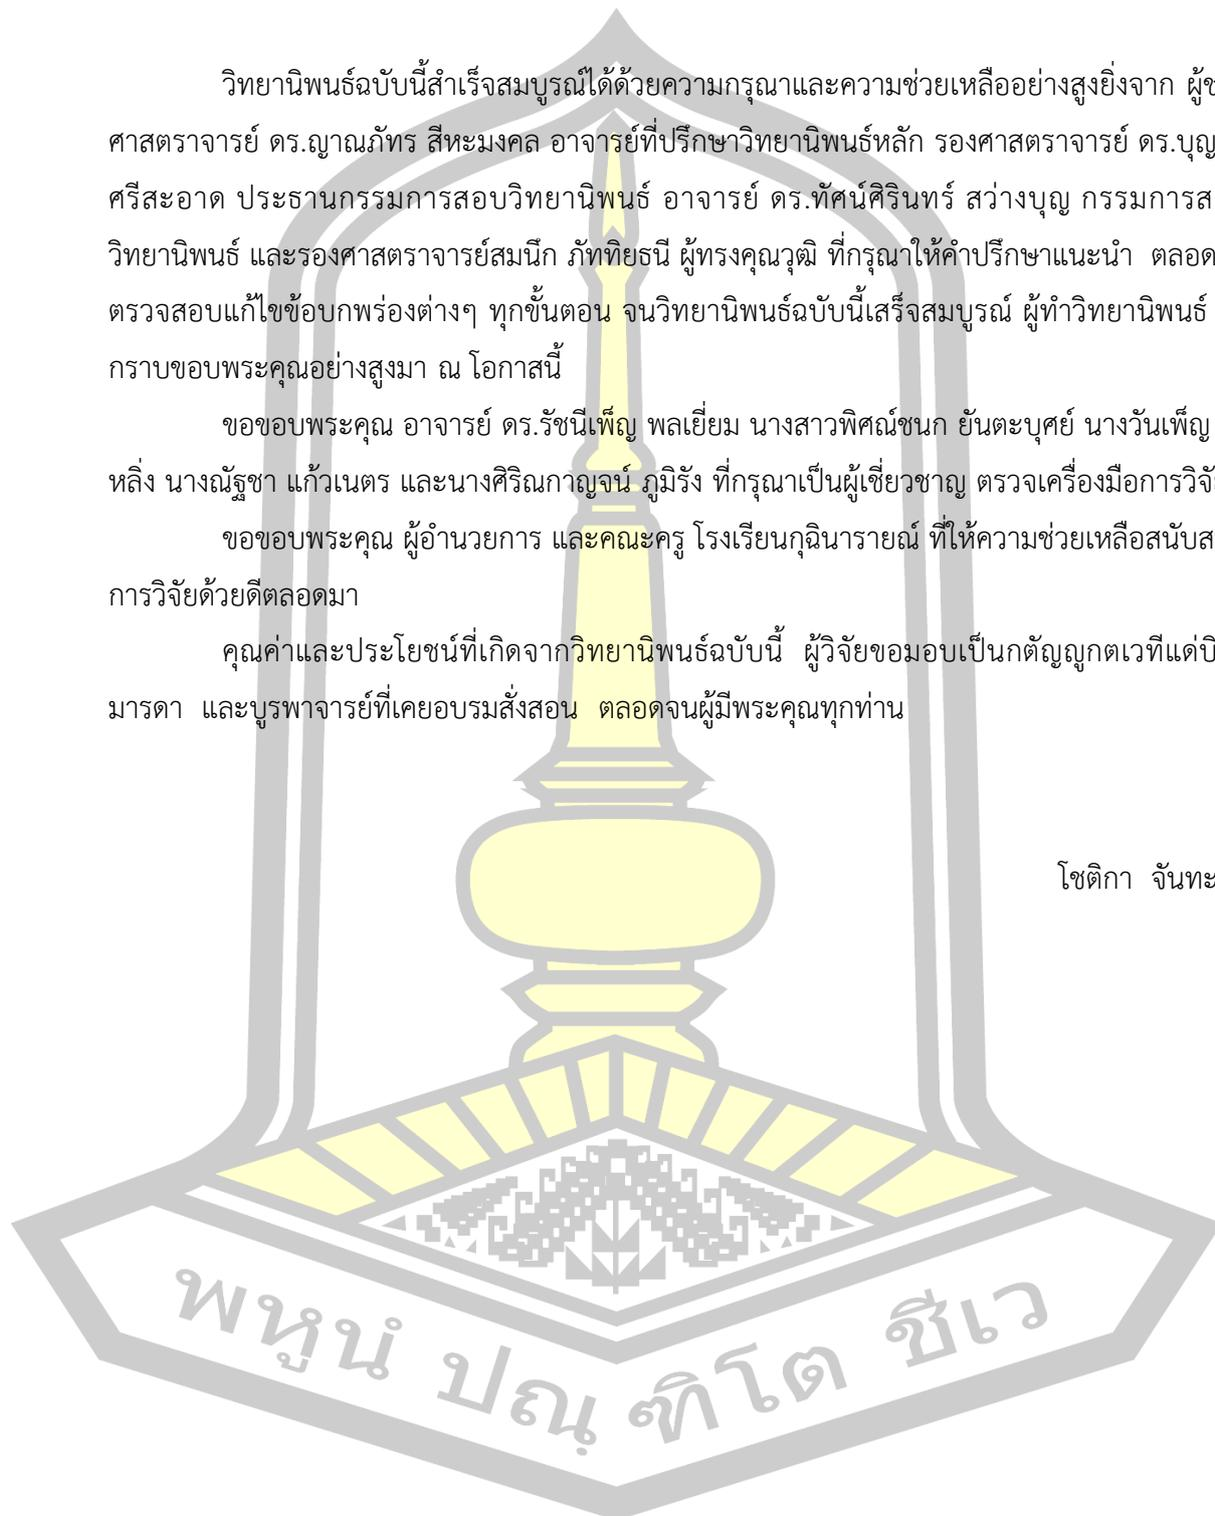 วิทยานิพนธ์ฉบับนี้สำเร็จสมบูรณ์ได้ด้วยความกรุณาและความช่วยเหลืออย่างสูงยิ่งจาก
ศาสตราจารย์ ดร.ญาณภัทร สีหะมงคล อาจารย์ที่ปรึกษาวิทยานิพนธ์หลัก รองศาสตราจารย์ ดร.บุญ
ศรีสะอาด ประธานกรรมการสอบวิทยานิพนธ์ อาจารย์ ดร.ทัศน์ศิรินทร์ สว่างบุญ กรรมการส
วิทยานิพนธ์ และรองศาสตราจารย์สมนึก ภัททิยธนี ผู้ทรงคุณวุฒิ ที่กรุณาให้คำปรึกษาแนะนำ ตลอด
ตรวจสอบแก้ไขข้อบกพร่องต่างๆ ทุกขั้นตอน จนวิทยานิพนธ์ฉบับนี้เสร็จสมบูรณ์ ผู้ทำวิทยานิพนธ์
กราบขอบพระคุณอย่างสูงมา ณ โอกาสนี้
ขอขอบพระคุณ อาจารย์ ดร.รัชนีเพ็ญ พลเยี่ยม นางสาวพิศณ์ชนก ยันตะบุศย์ นางวันเพ็ญ
หลิ่ง นางณัฐชา แก้วเนตร และนางศิริณกาญจน์ ภูมิรัง ที่กรุณาเป็นผู้เชี่ยวชาญ ตรวจเครื่องมือการวิจั
ขอขอบพระคุณ ผู้อำนวยการ และคณะครู โรงเรียนกุฉินารายณ์ ที่ให้ความช่วยเหลือสนับส
การวิจัยด้วยดีตลอดมา
คุณค่าและประโยชน์ที่เกิดจากวิทยานิพนธ์ฉบับนี้ ผู้วิจัยขอมอบเป็นกตัญญูกตเวทีแด่บิ
มารดา และบูรพาจารย์ที่เคยอบรมสั่งสอน ตลอดจนผู้มีพระคุณทุกท่าน
โชติกา จันทะ
พหูนํ ปณฺฑิโต ชีเว